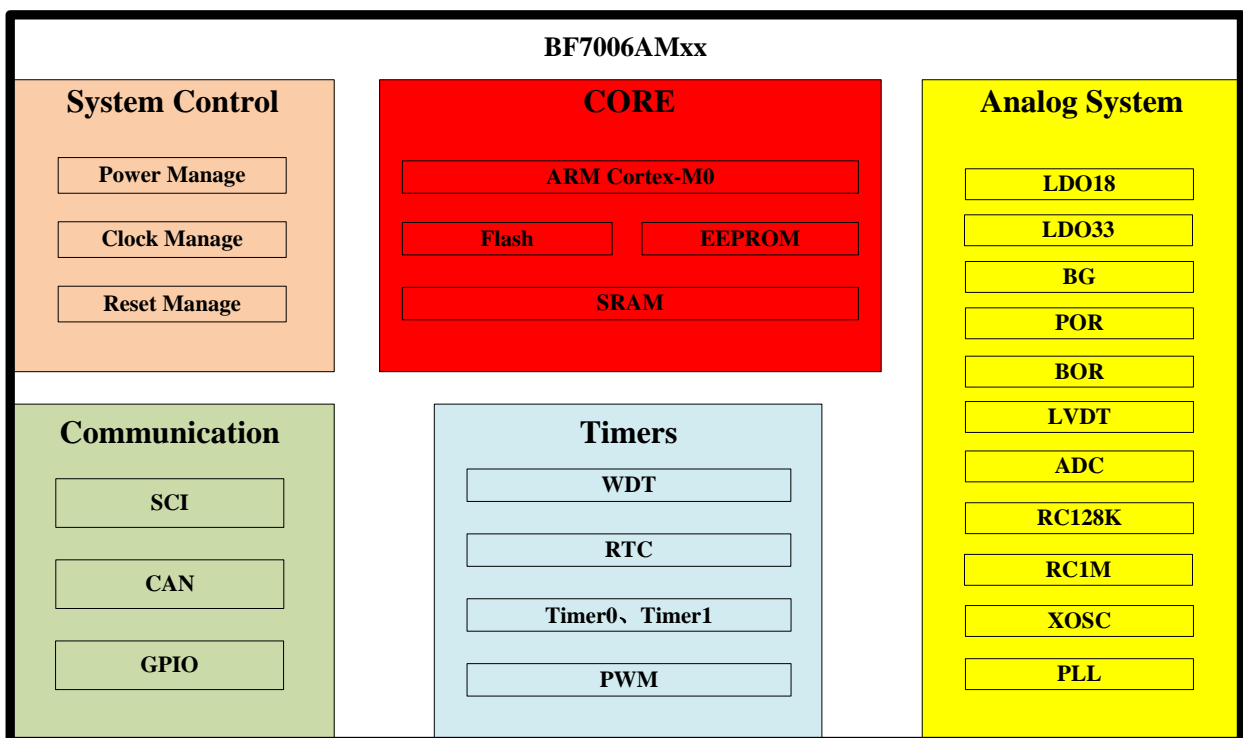 BF7006AMxx
System Control
Power Manage
Clock Manage
Reset Manage
CORE
ARM Cortex-M0
Flash
EEPROM
SRAM
Analog System
LDO18
LDO33
BG
POR
BOR
LVDT
ADC
RC128K
RC1M
XOSC
PLL
Communication
SCI
CAN
GPIO
Timers
WDT
RTC
Timer0、Timer1
PWM